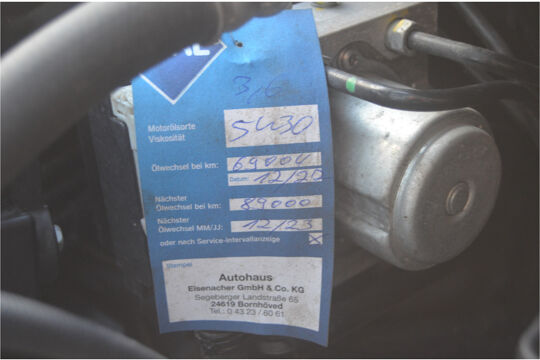 3,6
Motorölsorte
Viskosität
5W30
Ölwechsel bei km:
69004
Datum: 12/20
Nächster
Ölwechsel bei km:
89000
Nächster
Ölwechsel MM/JJ:
12/23
oder nach Service-Intervallanzeige
Stempel
Autohaus
Eisenacher GmbH & Co. KG
Segeberger Landstraße 65
24619 Bornhöved
Tel.: 0 43 23 / 60 61